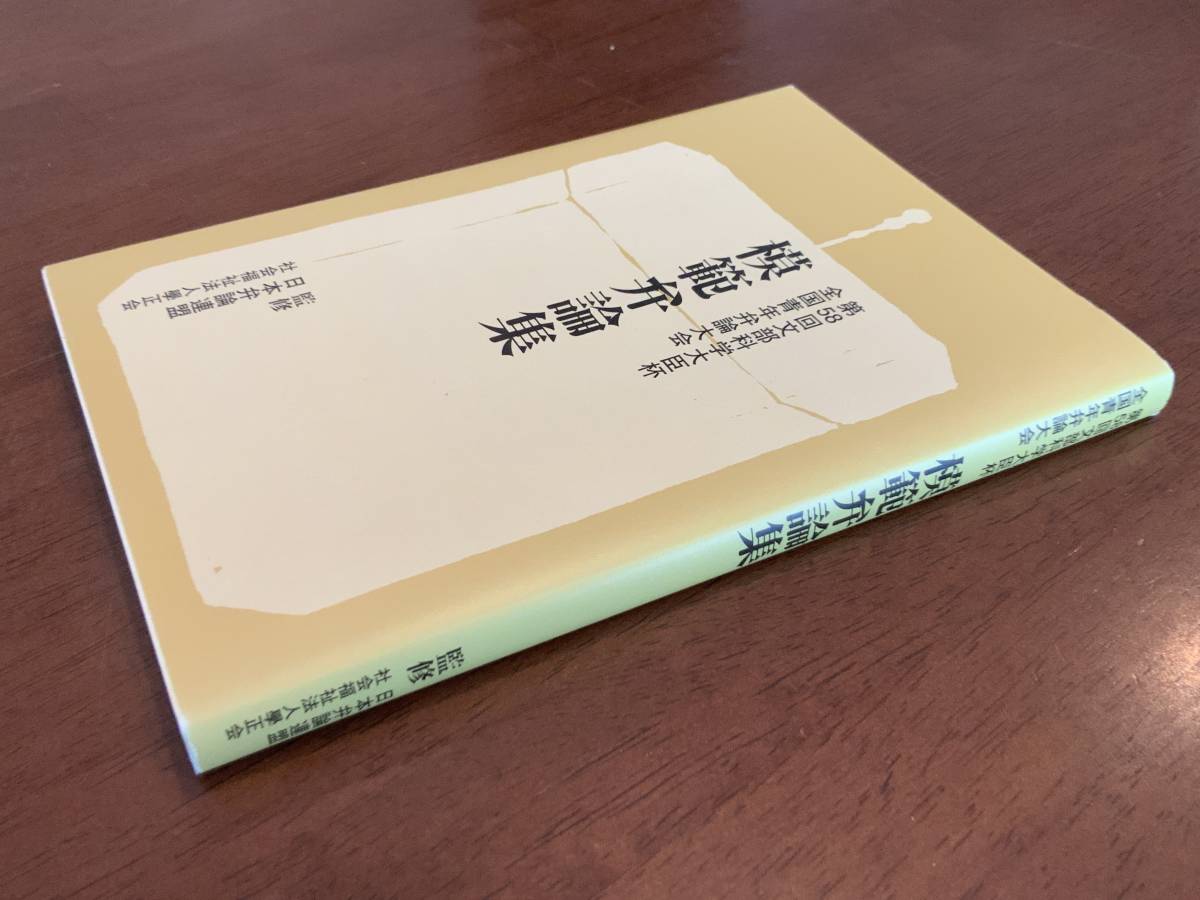 第58回文部科学大臣杯
全国青年弁論大会
模範弁論集
監修
日本弁論連盟
社会福祉法人學正会
第58回文部科学大臣杯
全国青年弁論大会
模範弁論集
監修
日本弁論連盟
社会福祉法人學正会